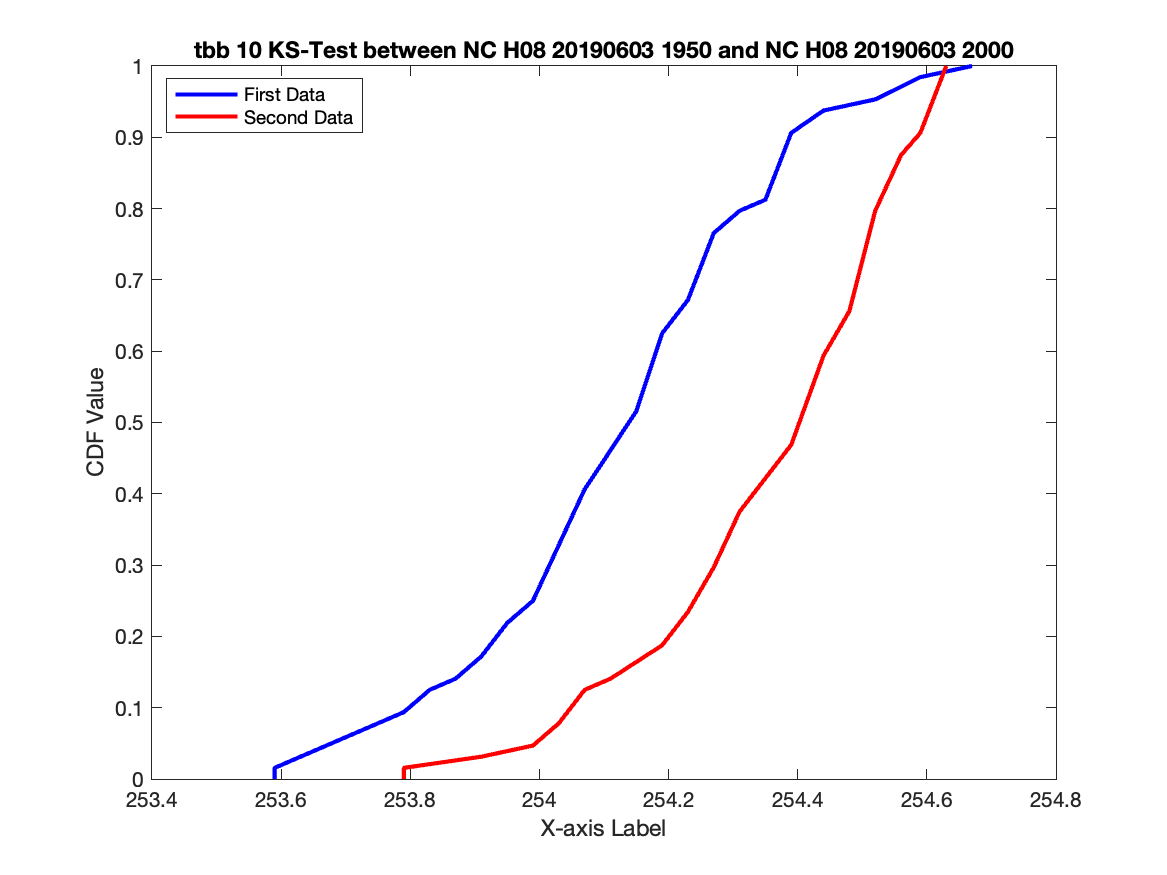 tbb 10 KS-Test between NC H08 20190603 1950 and NC H08 20190603 2000
First Data
Second Data
1
0.9
0.8
0.7
0.6
0.5
0.4
0.3
0.2
0.1
0
CDF Value
253.4 253.6 253.8 254 254.2 254.4 254.6 254.8
X-axis Label